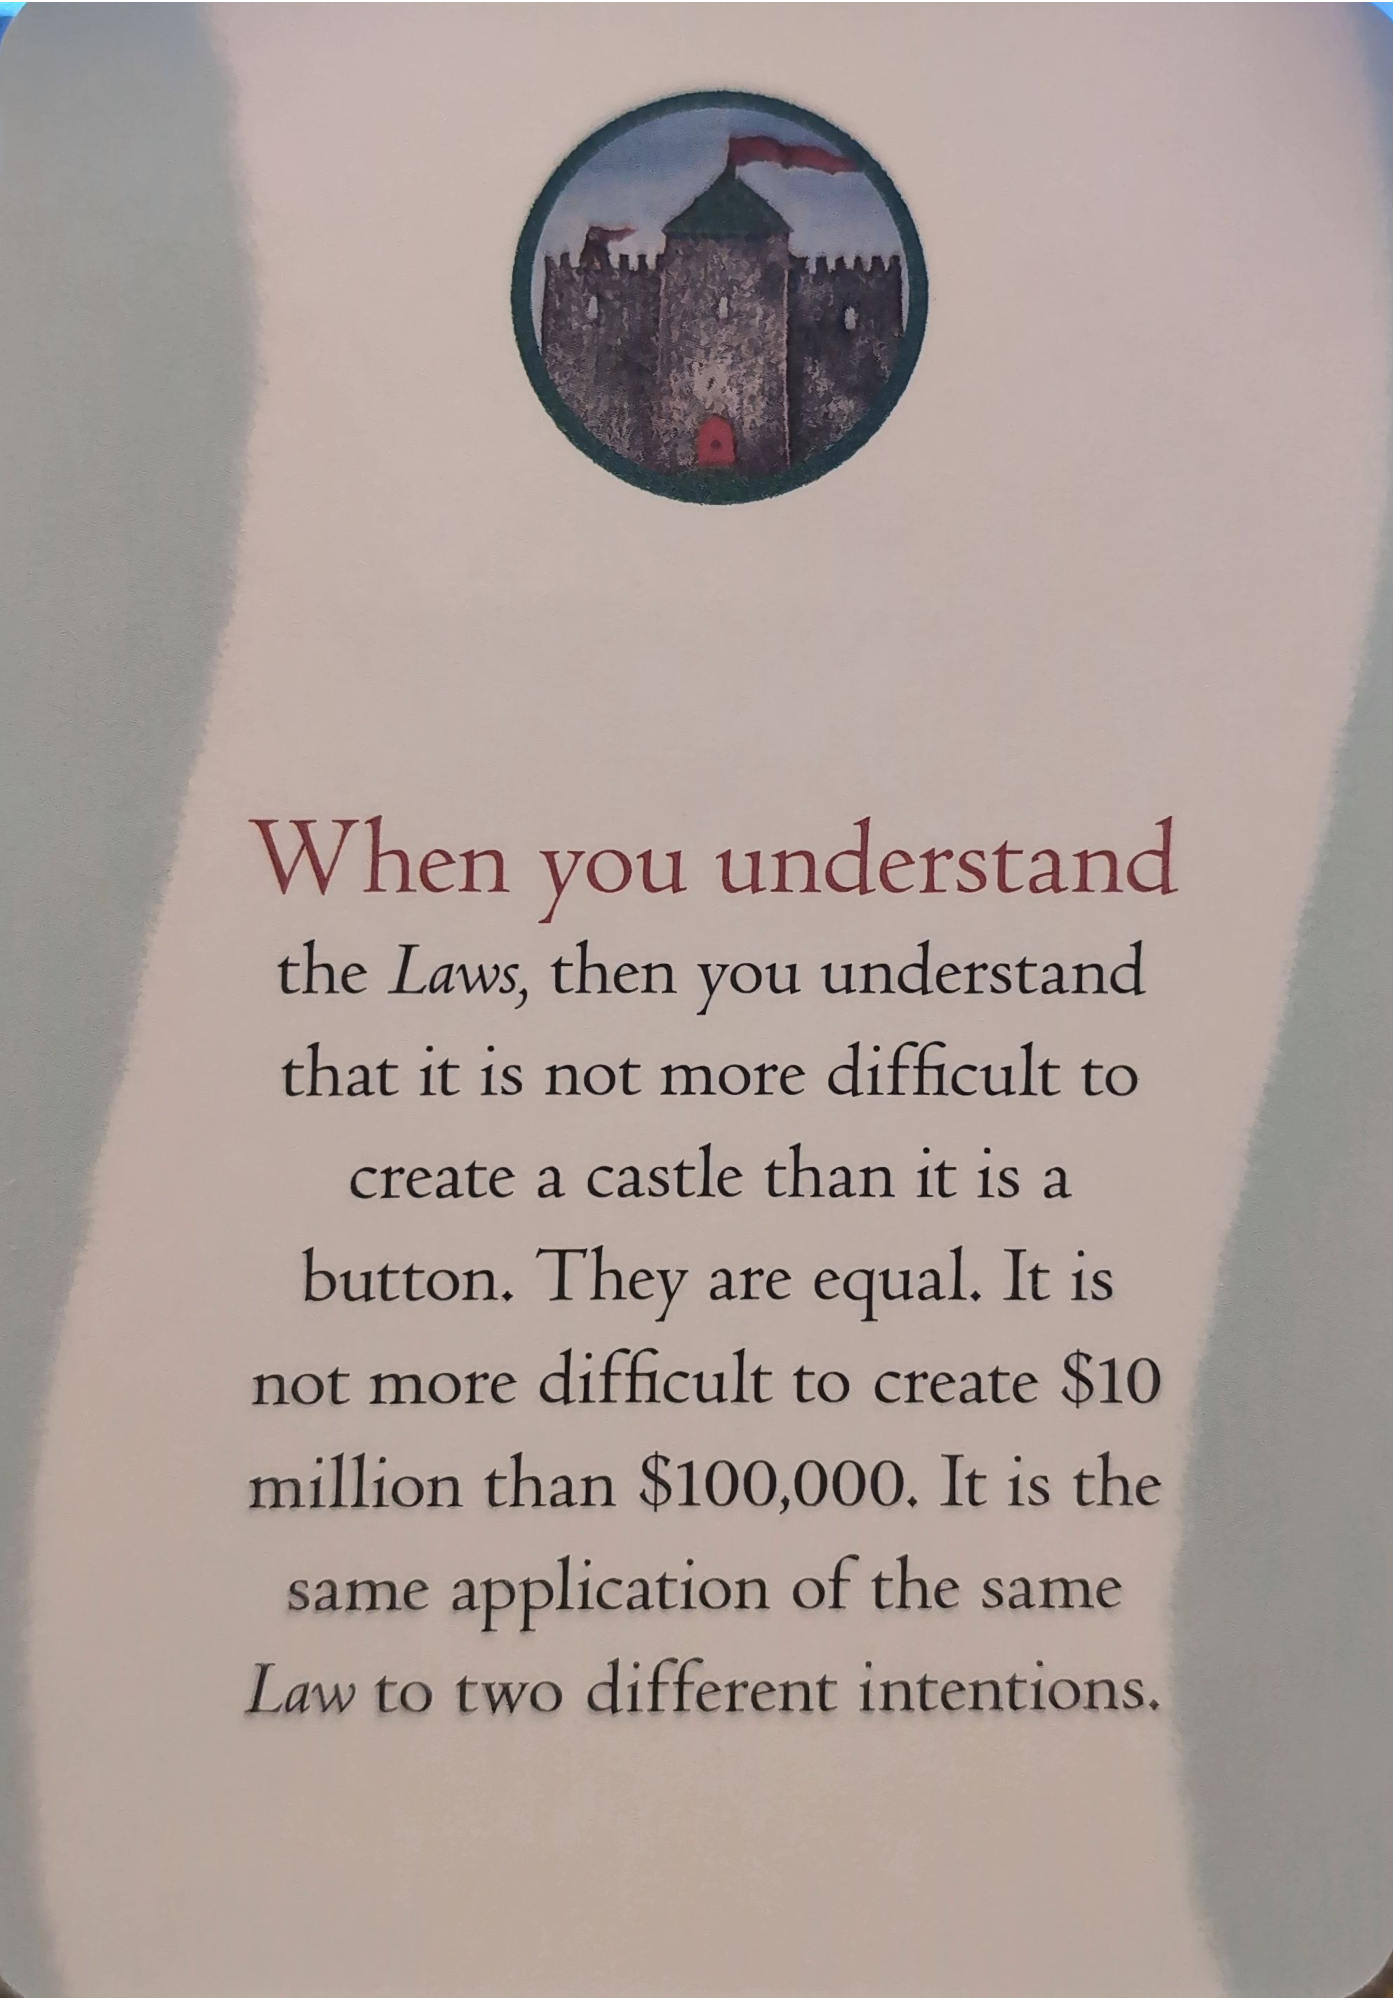 When you understand
the Laws, then you understand
that it is not more difficult to
create a castle than it is a
button. They are equal. It is
not more difficult to create $10
million than $100,000. It is the
same application of the same
Law to two different intentions.